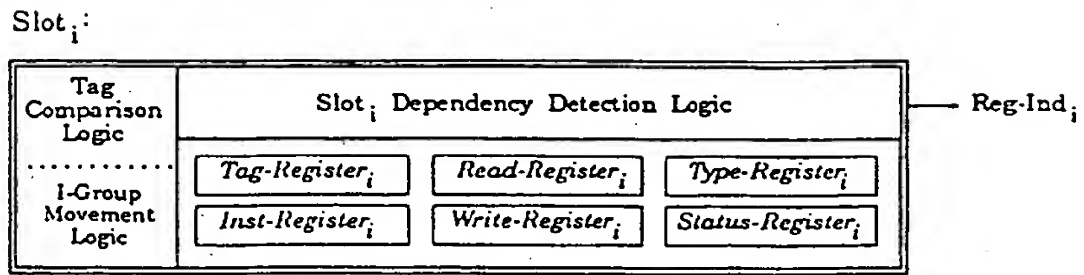 Slot_i:
Tag
Comparison
Logic
I-Group
Movement
Logic
Slot_i Dependency Detection Logic
Tag-Register_i
Read-Register_i
Type-Register_i
Inst-Register_i
Write-Register_i
Status-Register_i
Reg-Ind_i